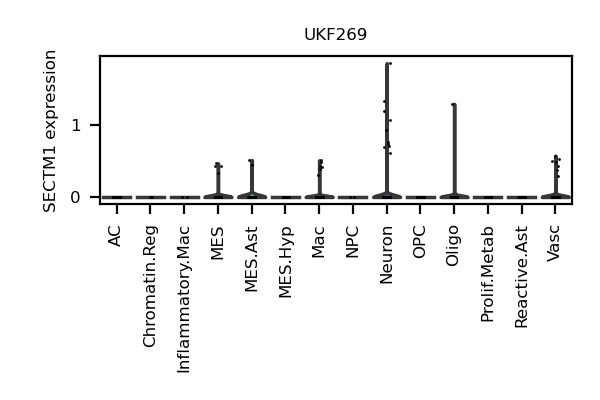 UKF269
SECTM1 expression
1
0
AC
Chromatin.Reg
Inflammatory.Mac
MES
MES.Ast
MES.Hyp
Mac
NPC
Neuron
OPC
Oligo
Prolif.Metab
Reactive.Ast
Vasc